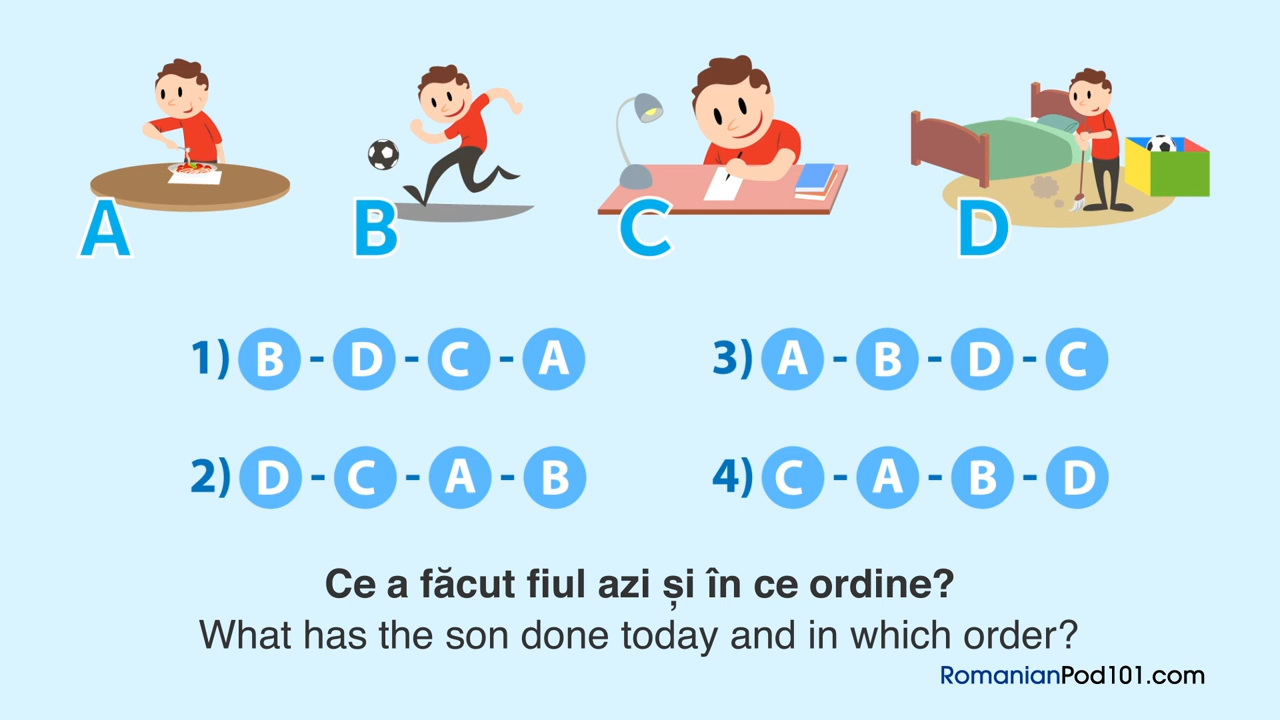 A B C D
1) B - D - C - A
3) A - B - D - C
2) D - C - A - B
4) C - A - B - D
Ce a făcut fiul azi și în ce ordine?
What has the son done today and in which order?
RomanianPod101.com